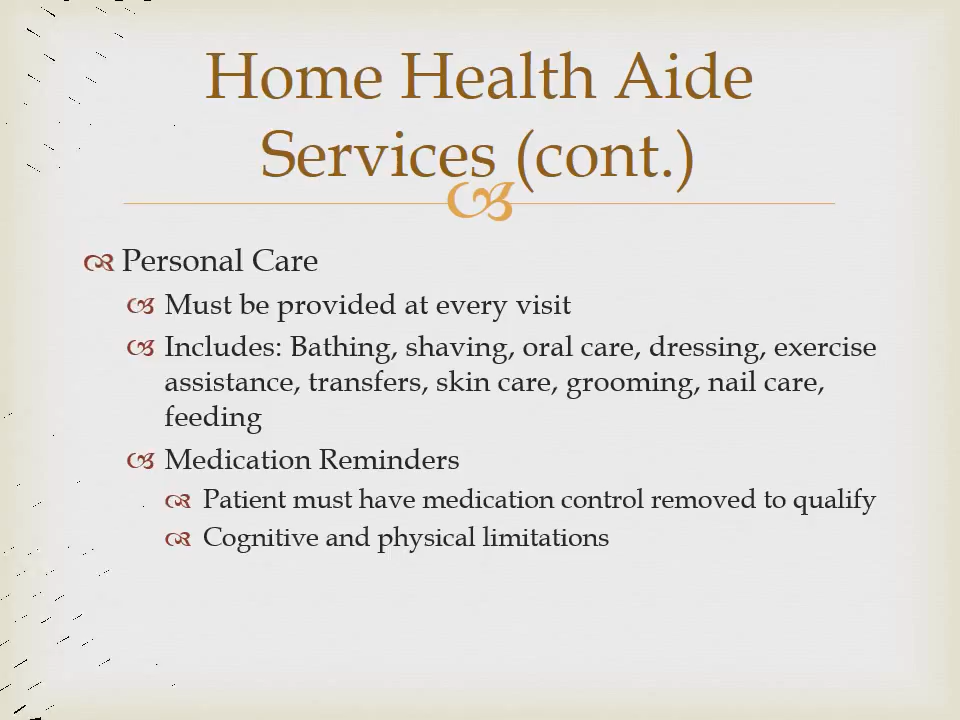 Home Health Aide
Services (cont.)
Personal Care
Must be provided at every visit
Includes: Bathing, shaving, oral care, dressing, exercise
assistance, transfers, skin care, grooming, nail care,
feeding
Medication Reminders
Patient must have medication control removed to qualify
Cognitive and physical limitations